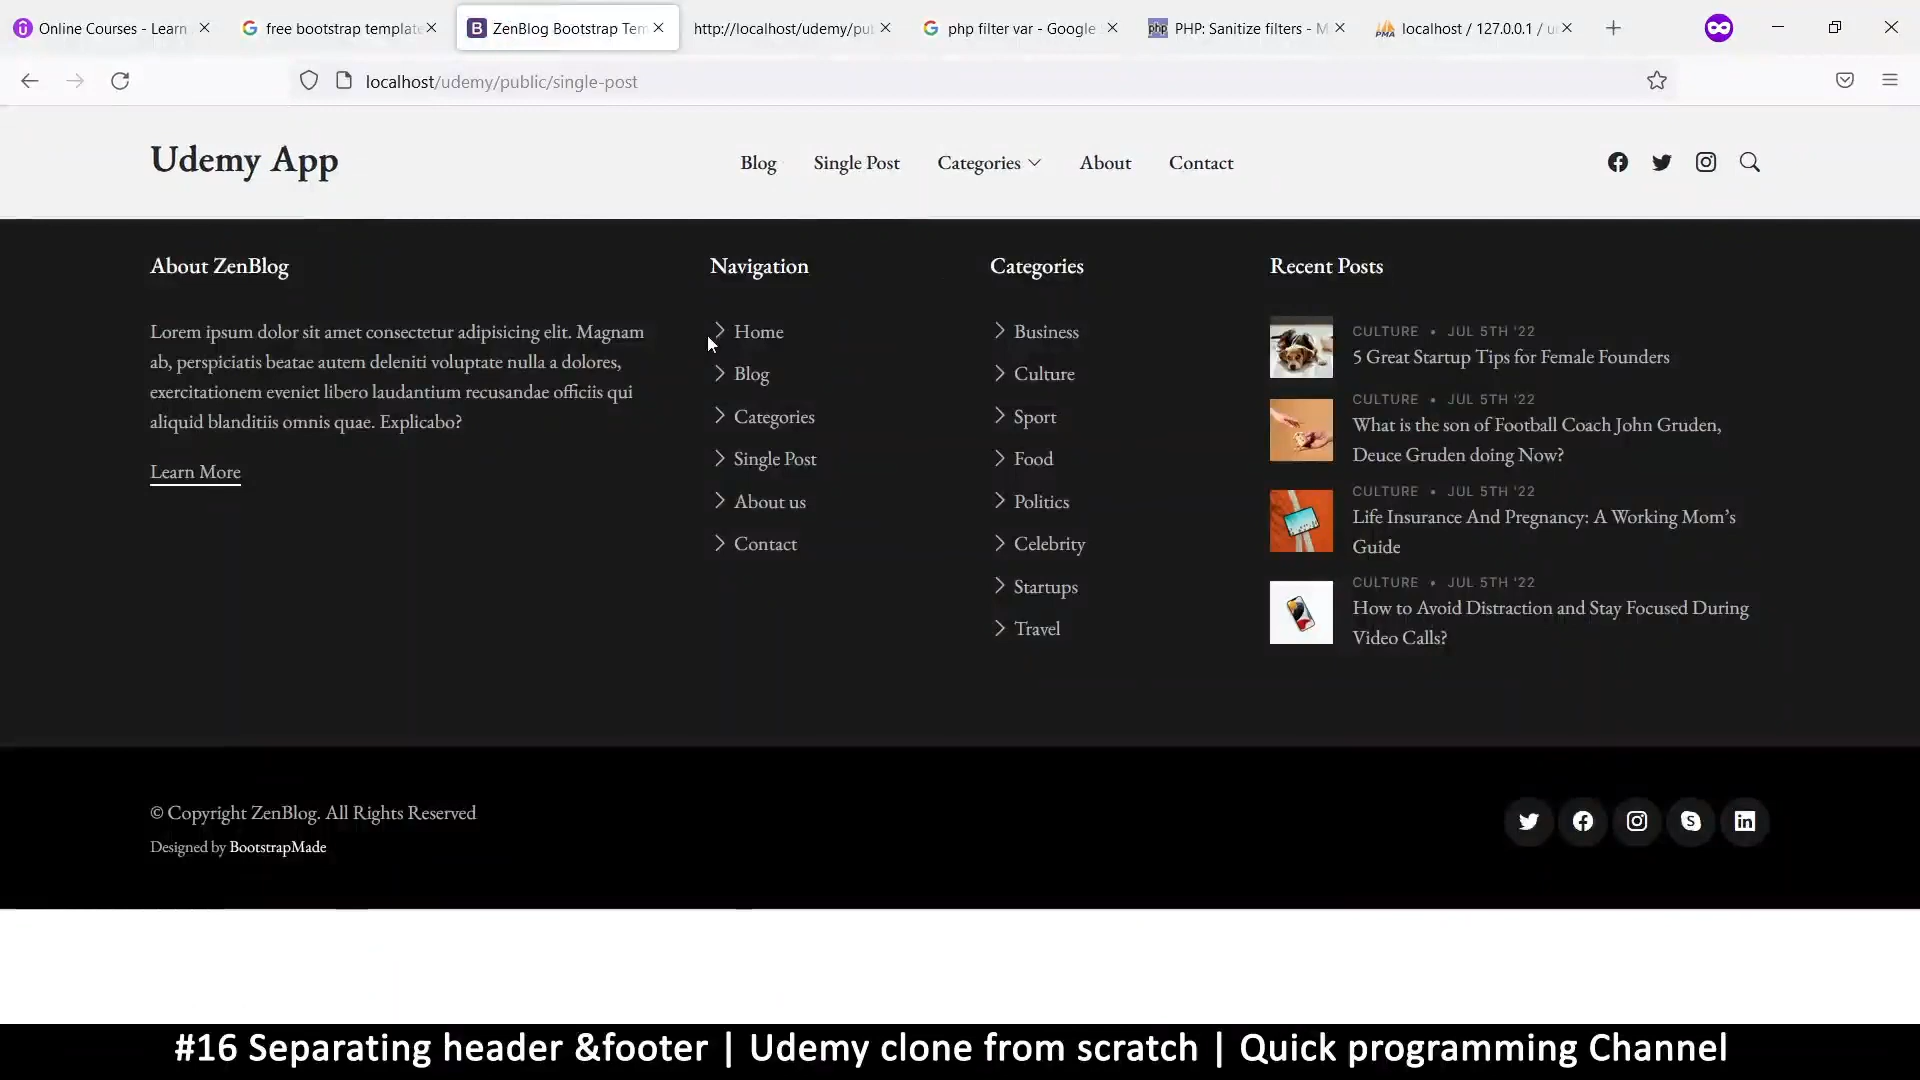 Online Courses - Learn
free bootstrap template
ZenBlog Bootstrap Tem
http://localhost/udemy/pu
php filter var - Google
PHP: Sanitize filters - M
localhost / 127.0.0.1 / u
localhost/udemy/public/single-post
Udemy App
Blog
Single Post
Categories
About
Contact
About ZenBlog
Lorem ipsum dolor sit amet consectetur adipisicing elit. Magnam
ab, perspiciatis beatae autem deleniti voluptate nulla a dolores,
exercitationem eveniet libero laudantium recusandae officiis qui
aliquid blanditiis omnis quae. Explicabo?
Learn More
Navigation
Home
Blog
Categories
Single Post
About us
Contact
Categories
Business
Culture
Sport
Food
Politics
Celebrity
Startups
Travel
Recent Posts
CULTURE • JUL 5TH '22
5 Great Startup Tips for Female Founders
CULTURE • JUL 5TH '22
What is the son of Football Coach John Gruden,
Deuce Gruden doing Now?
CULTURE • JUL 5TH '22
Life Insurance And Pregnancy: A Working Mom’s
Guide
CULTURE • JUL 5TH '22
How to Avoid Distraction and Stay Focused During
Video Calls?
© Copyright ZenBlog. All Rights Reserved
Designed by BootstrapMade
#16 Separating header &footer | Udemy clone from scratch | Quick programming Channel